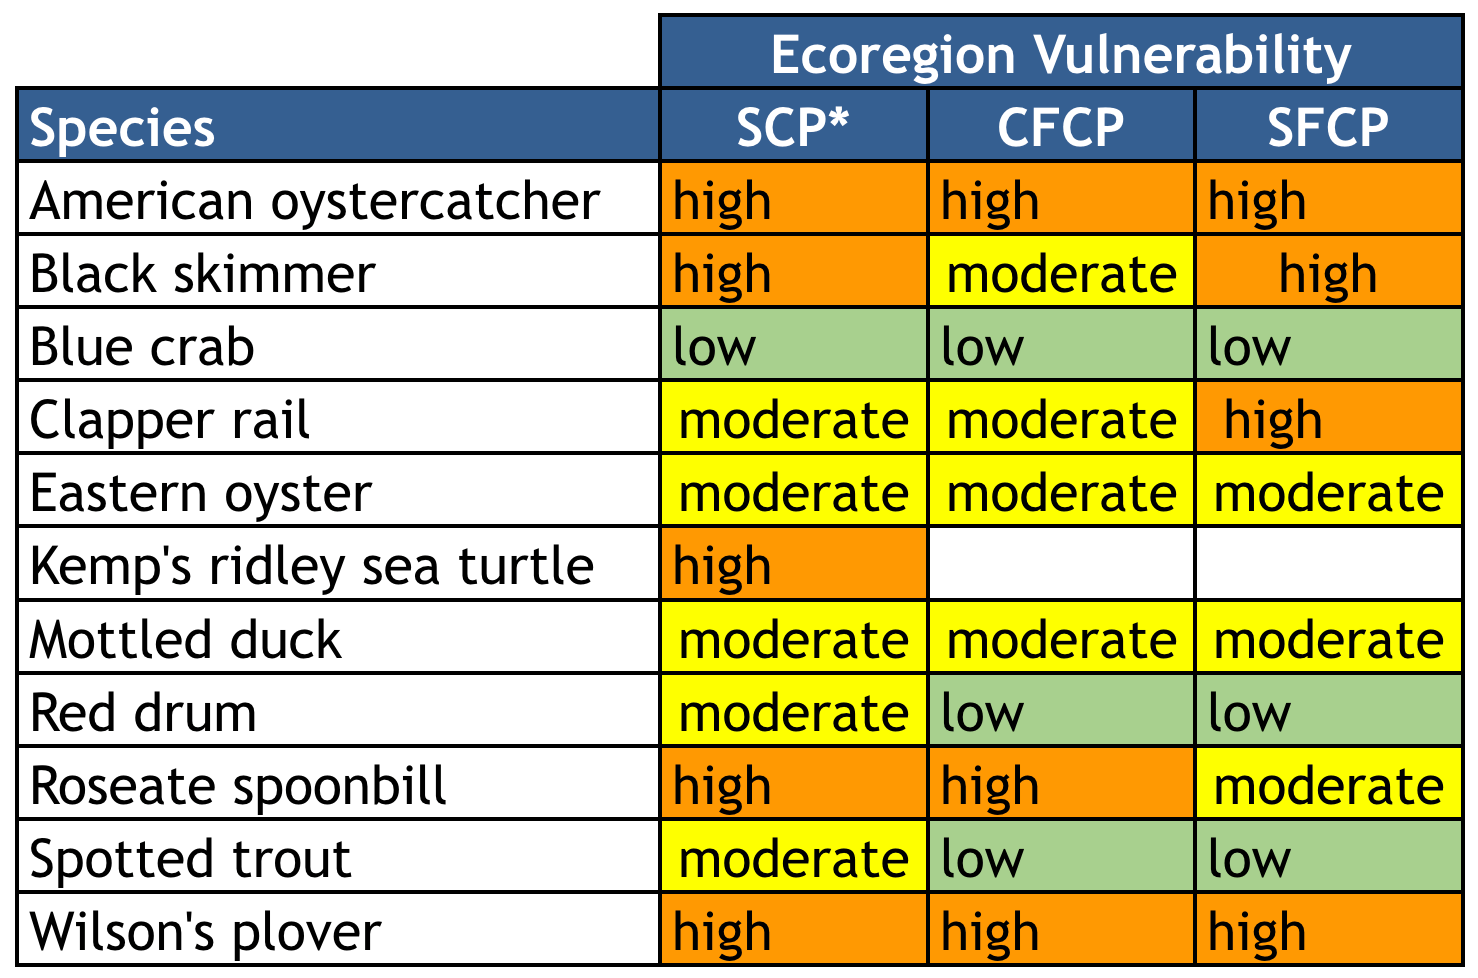 Ecoregion Vulnerability
Species SCP* CFCP SFCP
American oystercatcher high high high
Black skimmer high moderate high
Blue crab low low low
Clapper rail moderate moderate high
Eastern oyster moderate moderate moderate
Kemp's ridley sea turtle high
Mottled duck moderate moderate moderate
Red drum moderate low low
Roseate spoonbill high high moderate
Spotted trout moderate low low
Wilson's plover high high high